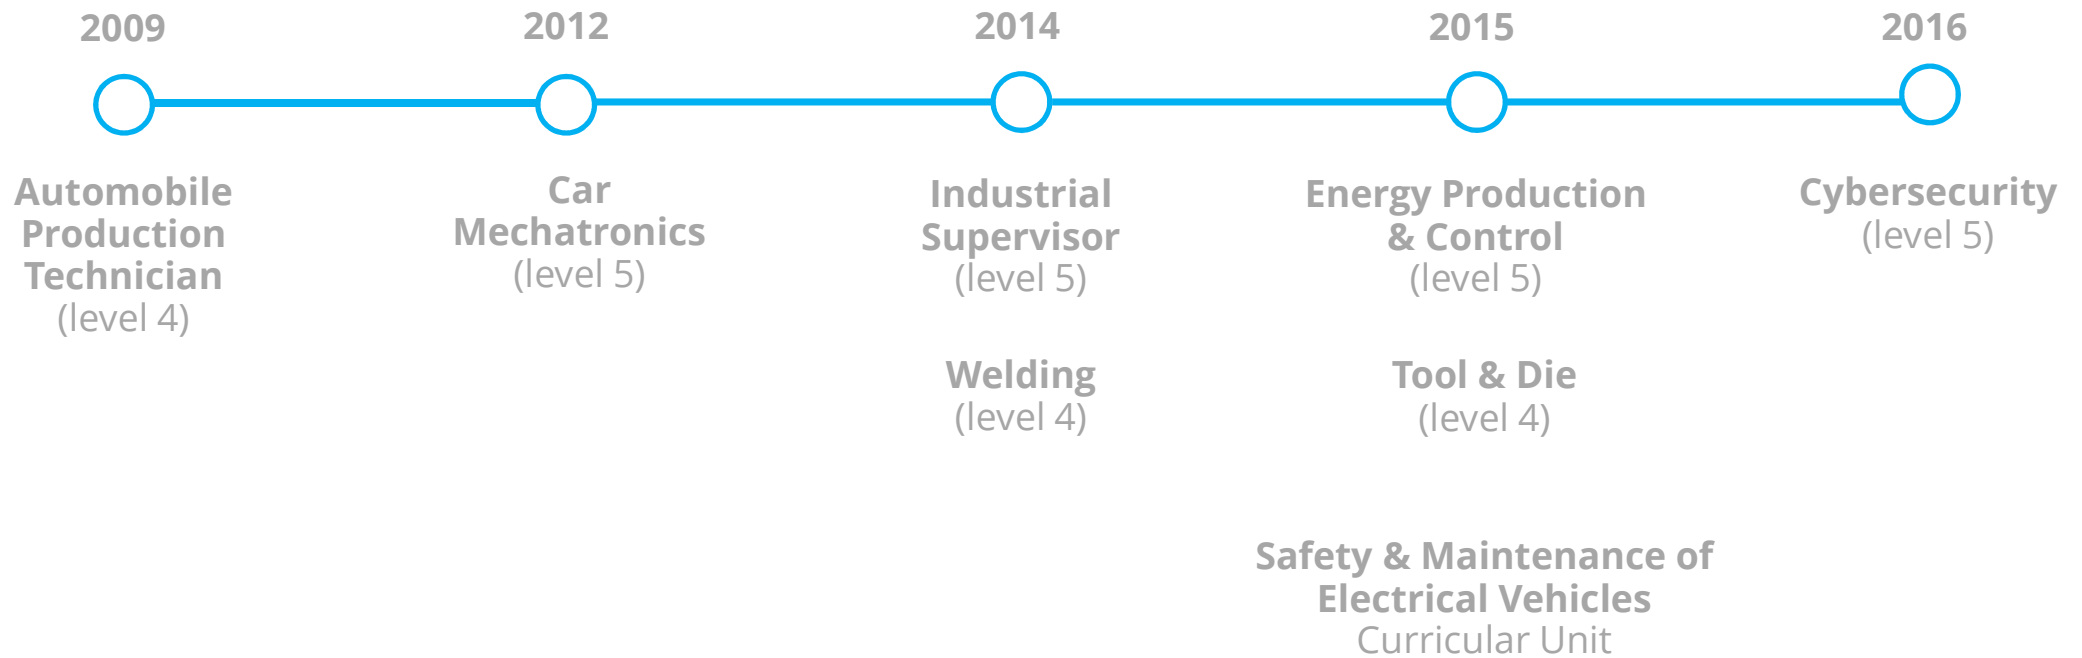 2009
2012
2014
2015
2016
Automobile
Production
Technician
(level 4)
Car
Mechatronics
(level 5)
Industrial
Supervisor
(level 5)
Welding
(level 4)
Energy Production
& Control
(level 5)
Tool & Die
(level 4)
Safety & Maintenance of
Electrical Vehicles
Curricular Unit
Cybersecurity
(level 5)